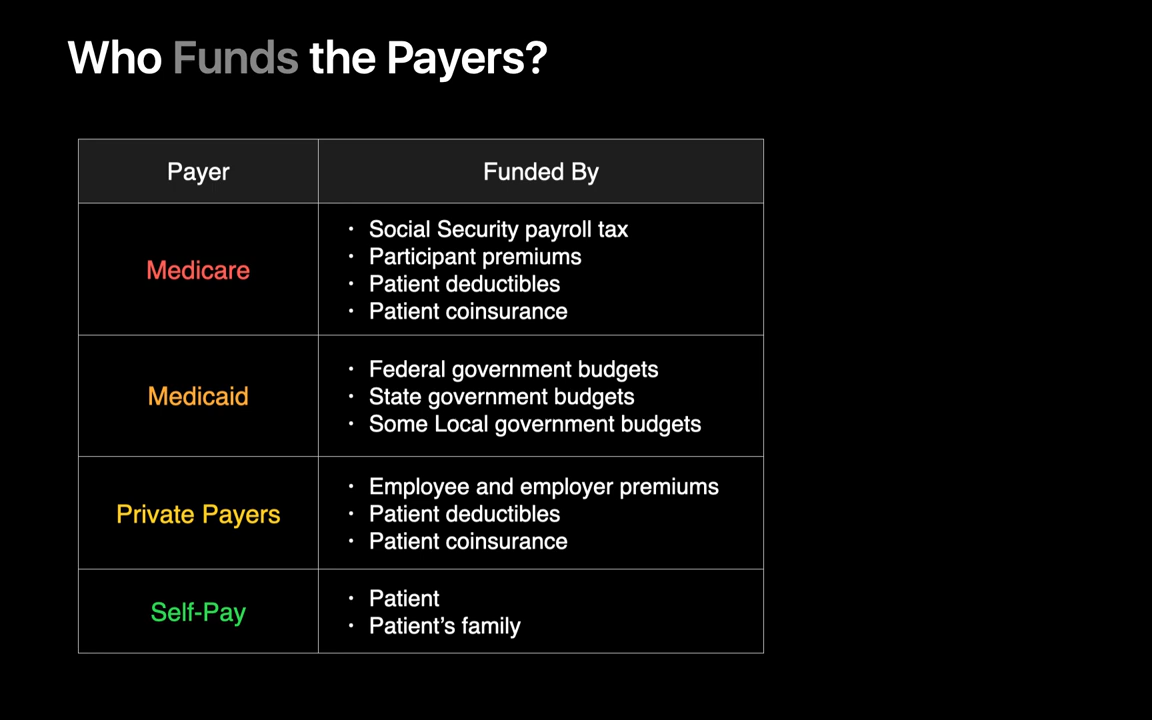 Who Funds the Payers?
Payer
Funded By
Medicare
· Social Security payroll tax
· Participant premiums
· Patient deductibles
· Patient coinsurance
Medicaid
· Federal government budgets
· State government budgets
· Some Local government budgets
Private Payers
· Employee and employer premiums
· Patient deductibles
· Patient coinsurance
Self-Pay
· Patient
· Patient’s family